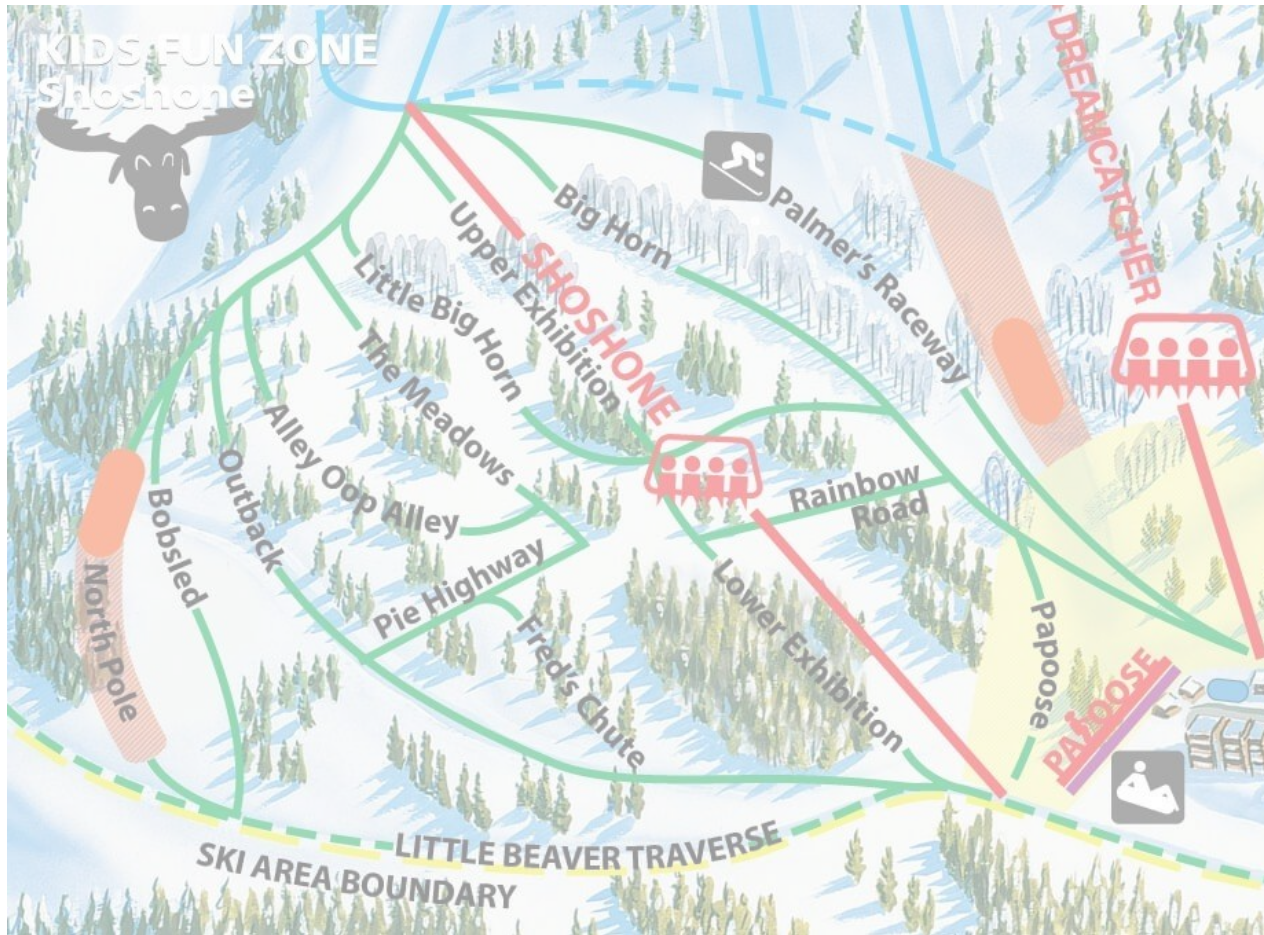 KIDS FUN ZONE
Shoshone
DREAMCATCHER
Palmer's Raceway
Big Horn
Upper Exhibition
SHOSHONE
Little Big Horn
The Meadows
Alley Oop Alley
Outback
Bobsled
North Pole
Rainbow
Road
Pie Highway
Fred's Chute
Lower Exhibition
Papoose
PAPOOSE
LITTLE BEAVER TRAVERSE
SKI AREA BOUNDARY